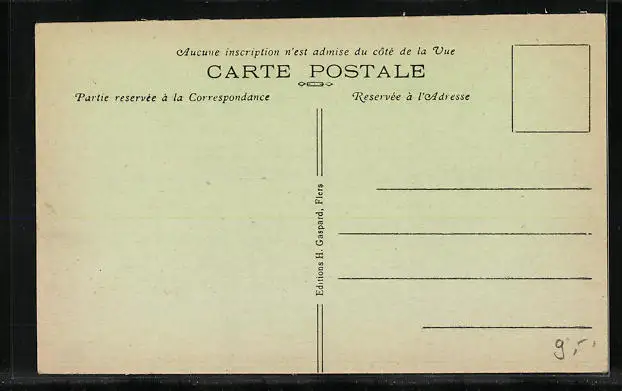 Aucune inscription n'est admise du côté de la Vue
CARTE POSTALE
Partie reservée à la Correspondance
Reservée à l'Adresse
Editions H. Gaspard, Flers
9,-